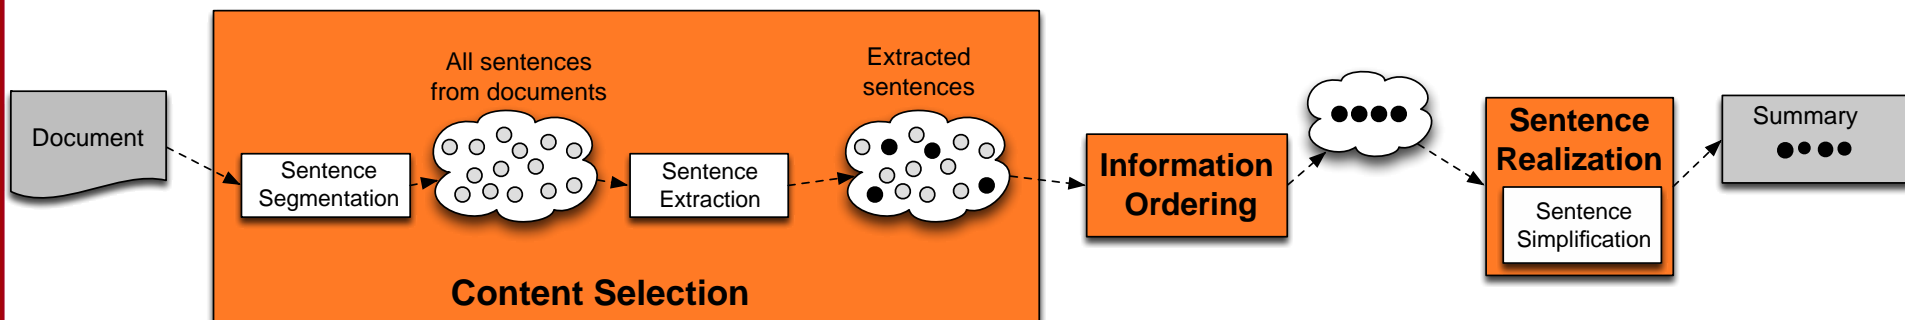 Document
Sentence
Segmentation
All sentences
from documents
Sentence
Extraction
Extracted
sentences
Content Selection
Information
Ordering
Sentence
Realization
Sentence
Simplification
Summary